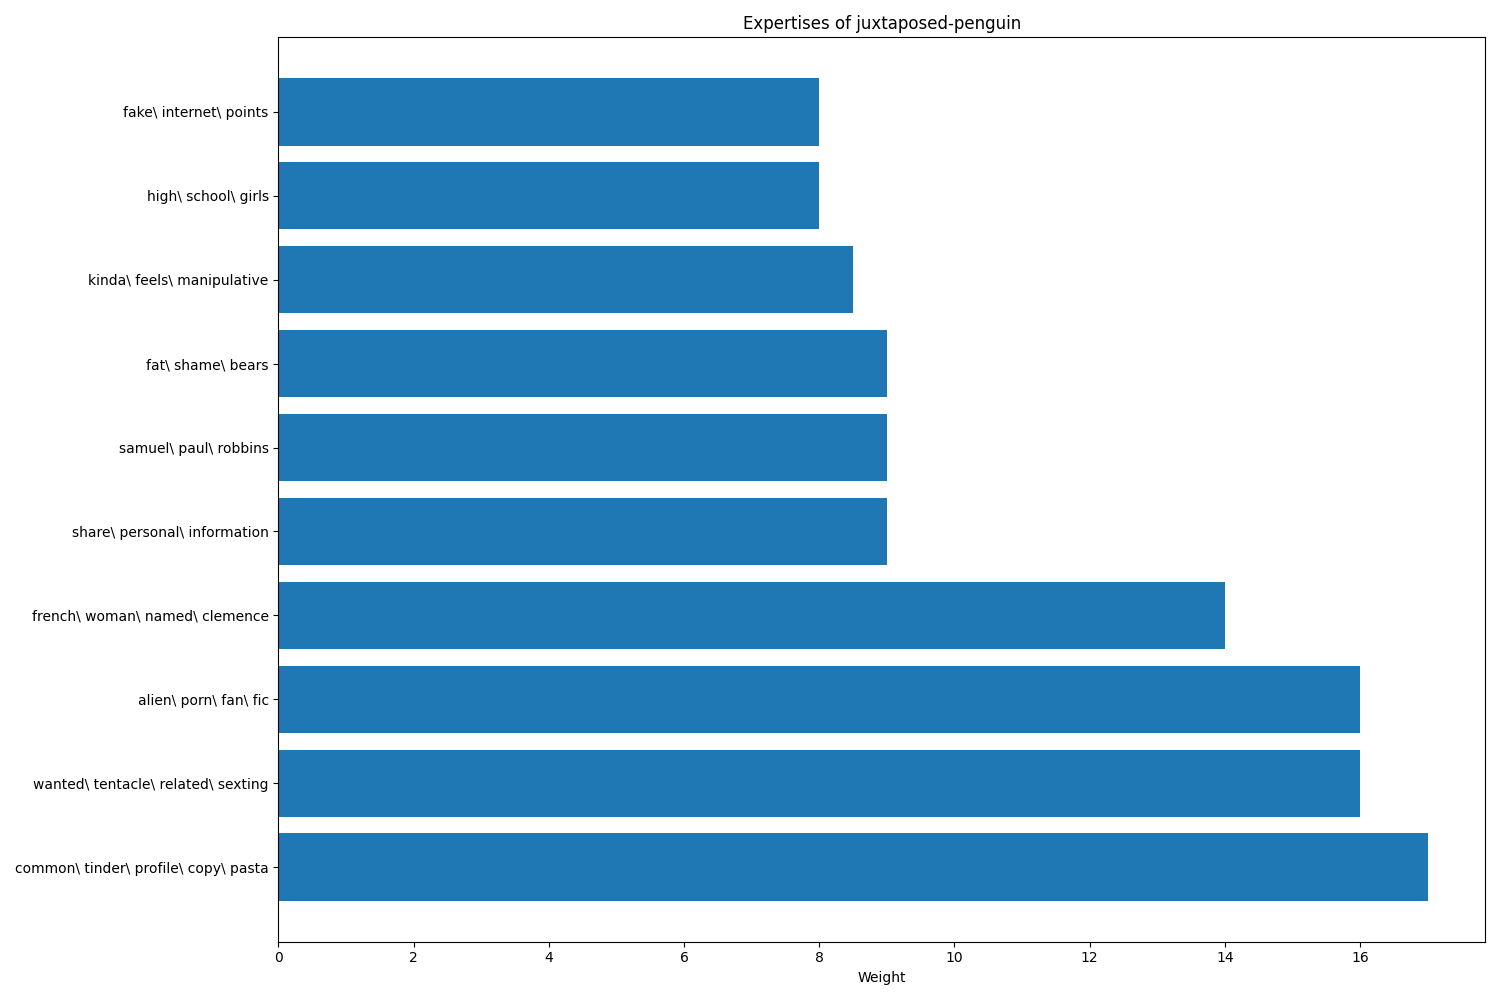 Expertises of juxtaposed-penguin
fake\ internet\ points
high\ school\ girls
kinda\ feels\ manipulative
fat\ shame\ bears
samuel\ paul\ robbins
share\ personal\ information
french\ woman\ named\ clemence
alien\ porn\ fan\ fic
wanted\ tentacle\ related\ sexting
common\ tinder\ profile\ copy\ pasta
0 2 4 6 8 10 12 14 16
Weight